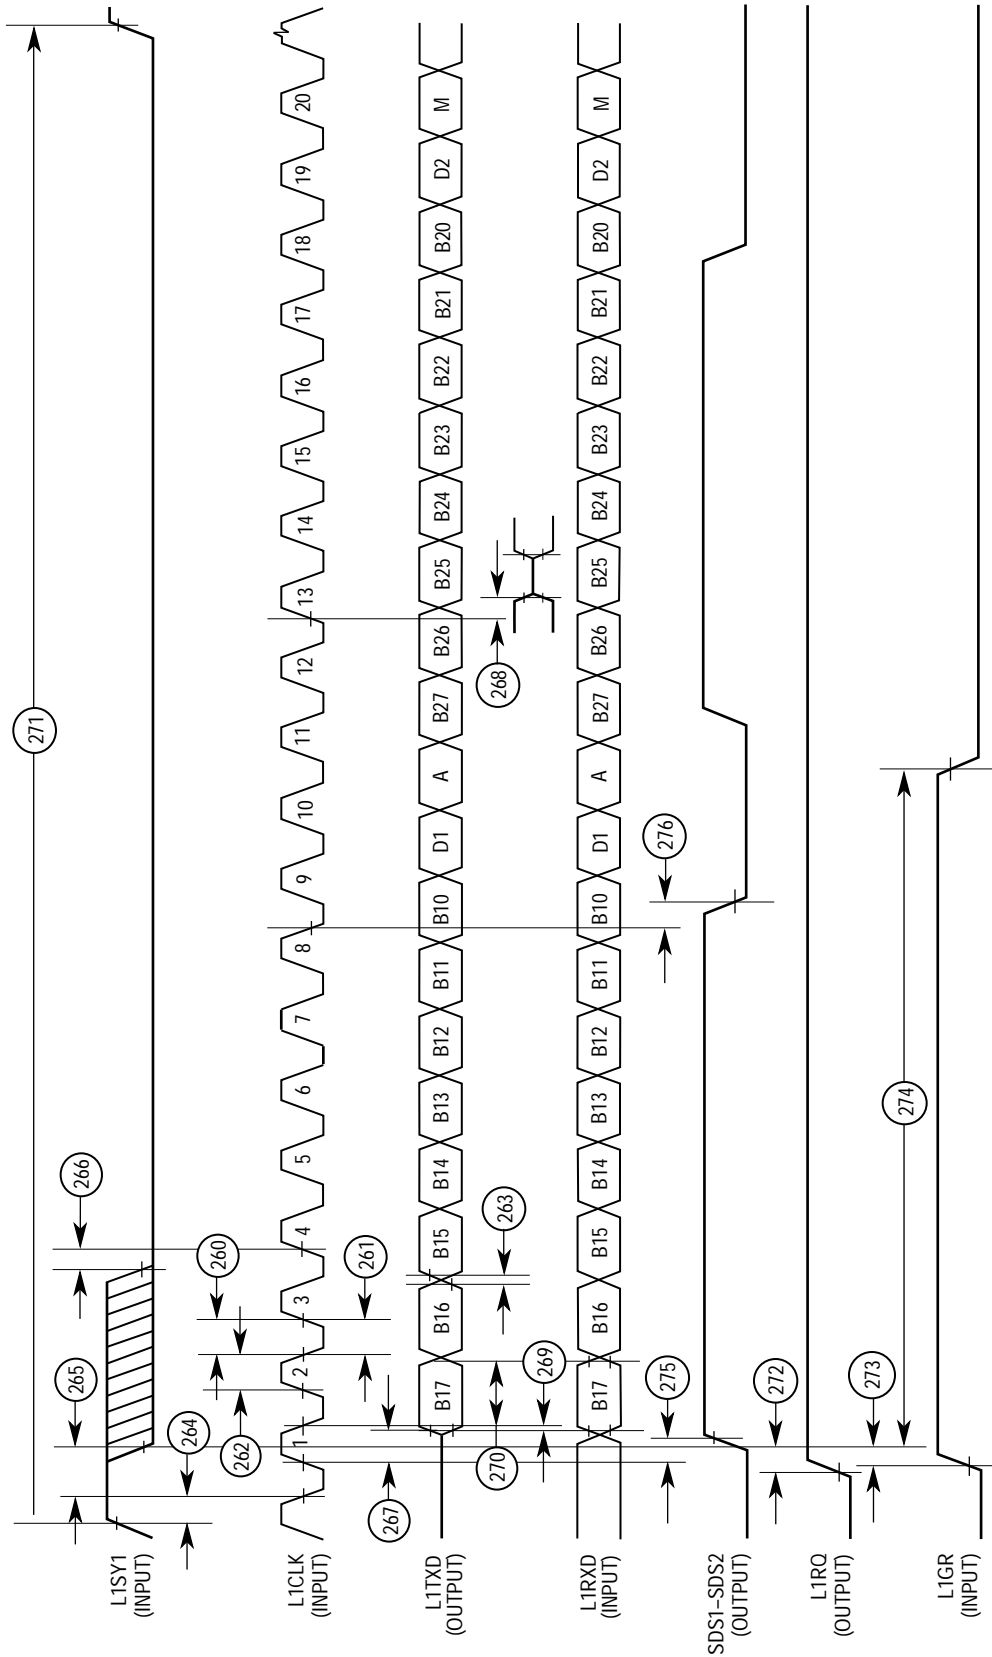 271
265
266
L1SY1
(INPUT)
264
260
262
L1CLK
(INPUT)
1 2 3 4 5 6 7 8 9 10 11 12 13 14 15 16 17 18 19 20
261
267
L1TXD
(OUTPUT)
B17 B16 B15 B14 B13 B12 B11 B10 D1 A B27 B26 B25 B24 B23 B22 B21 B20 D2 M
270
263
268
269
L1RXD
(INPUT)
B17 B16 B15 B14 B13 B12 B11 B10 D1 A B27 B26 B25 B24 B23 B22 B21 B20 D2 M
275
276
SDS1–SDS2
(OUTPUT)
272
L1RQ
(OUTPUT)
273
274
L1GR
(INPUT)